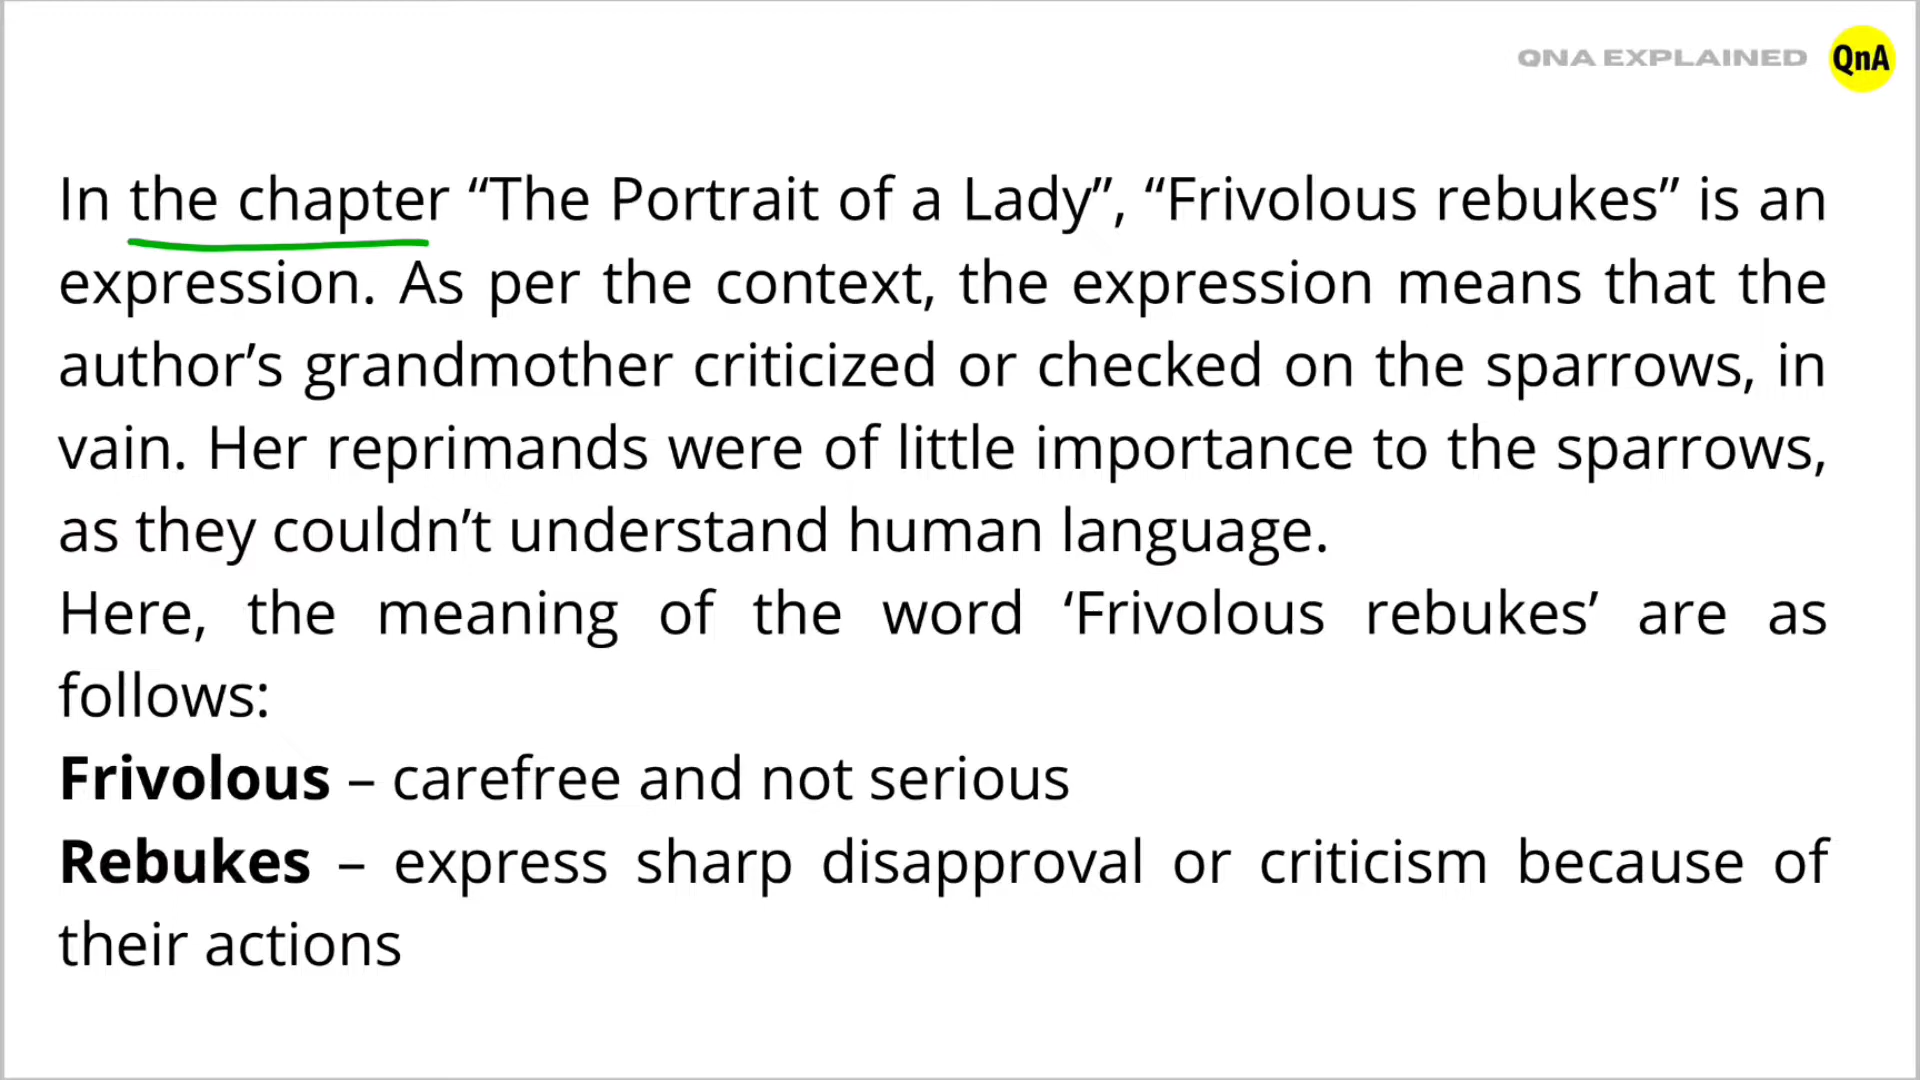 QNA EXPLAINED QnA
In the chapter “The Portrait of a Lady”, “Frivolous rebukes” is an
expression. As per the context, the expression means that the
author’s grandmother criticized or checked on the sparrows, in
vain. Her reprimands were of little importance to the sparrows,
as they couldn’t understand human language.
Here, the meaning of the word ‘Frivolous rebukes’ are as
follows:
Frivolous – carefree and not serious
Rebukes – express sharp disapproval or criticism because of
their actions